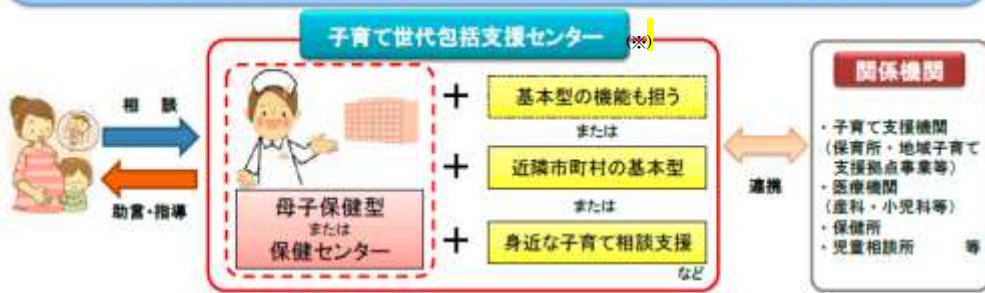 子育て世代包括支援センター (※)
相 談
助言・指導
母子保健型
または
保健センター
+
基本型の機能も担う
または
+
近隣市町村の基本型
または
+
身近な子育て相談支援
など
連携
関係機関
・子育て支援機関
（保育所・地域子育て
支援拠点事業等）
・医療機関
（産科・小児科等）
・保健所
・児童相談所 等